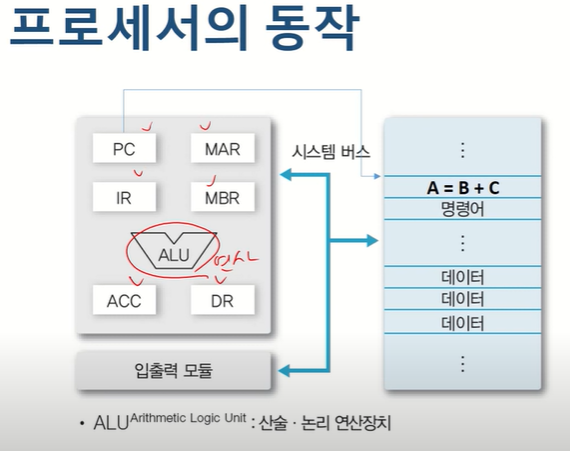 프로세서의 동작
PC
MAR
시스템 버스
⋮
IR
MBR
A = B + C
명령어
⋮
ALU
연산
ACC
DR
데이터
데이터
데이터
⋮
입출력 모듈
• ALU Arithmetic Logic Unit : 산술 · 논리 연산장치